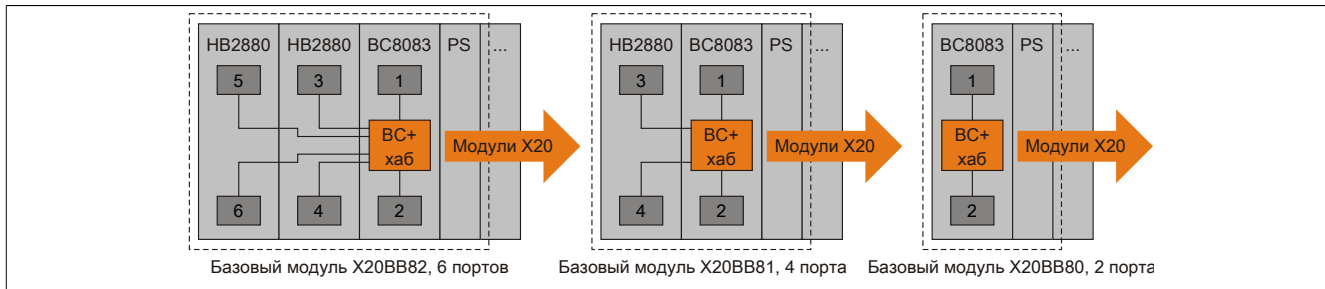 HB2880 HB2880 BC8083 PS ...
5 3 1
BC+
хаб
Модули X20
6 4 2
Базовый модуль X20BB82, 6 портов
HB2880 BC8083 PS ...
3 1
BC+
хаб
Модули X20
4 2
Базовый модуль X20BB81, 4 порта
BC8083 PS ...
1
BC+
хаб
Модули X20
2
Базовый модуль X20BB80, 2 порта